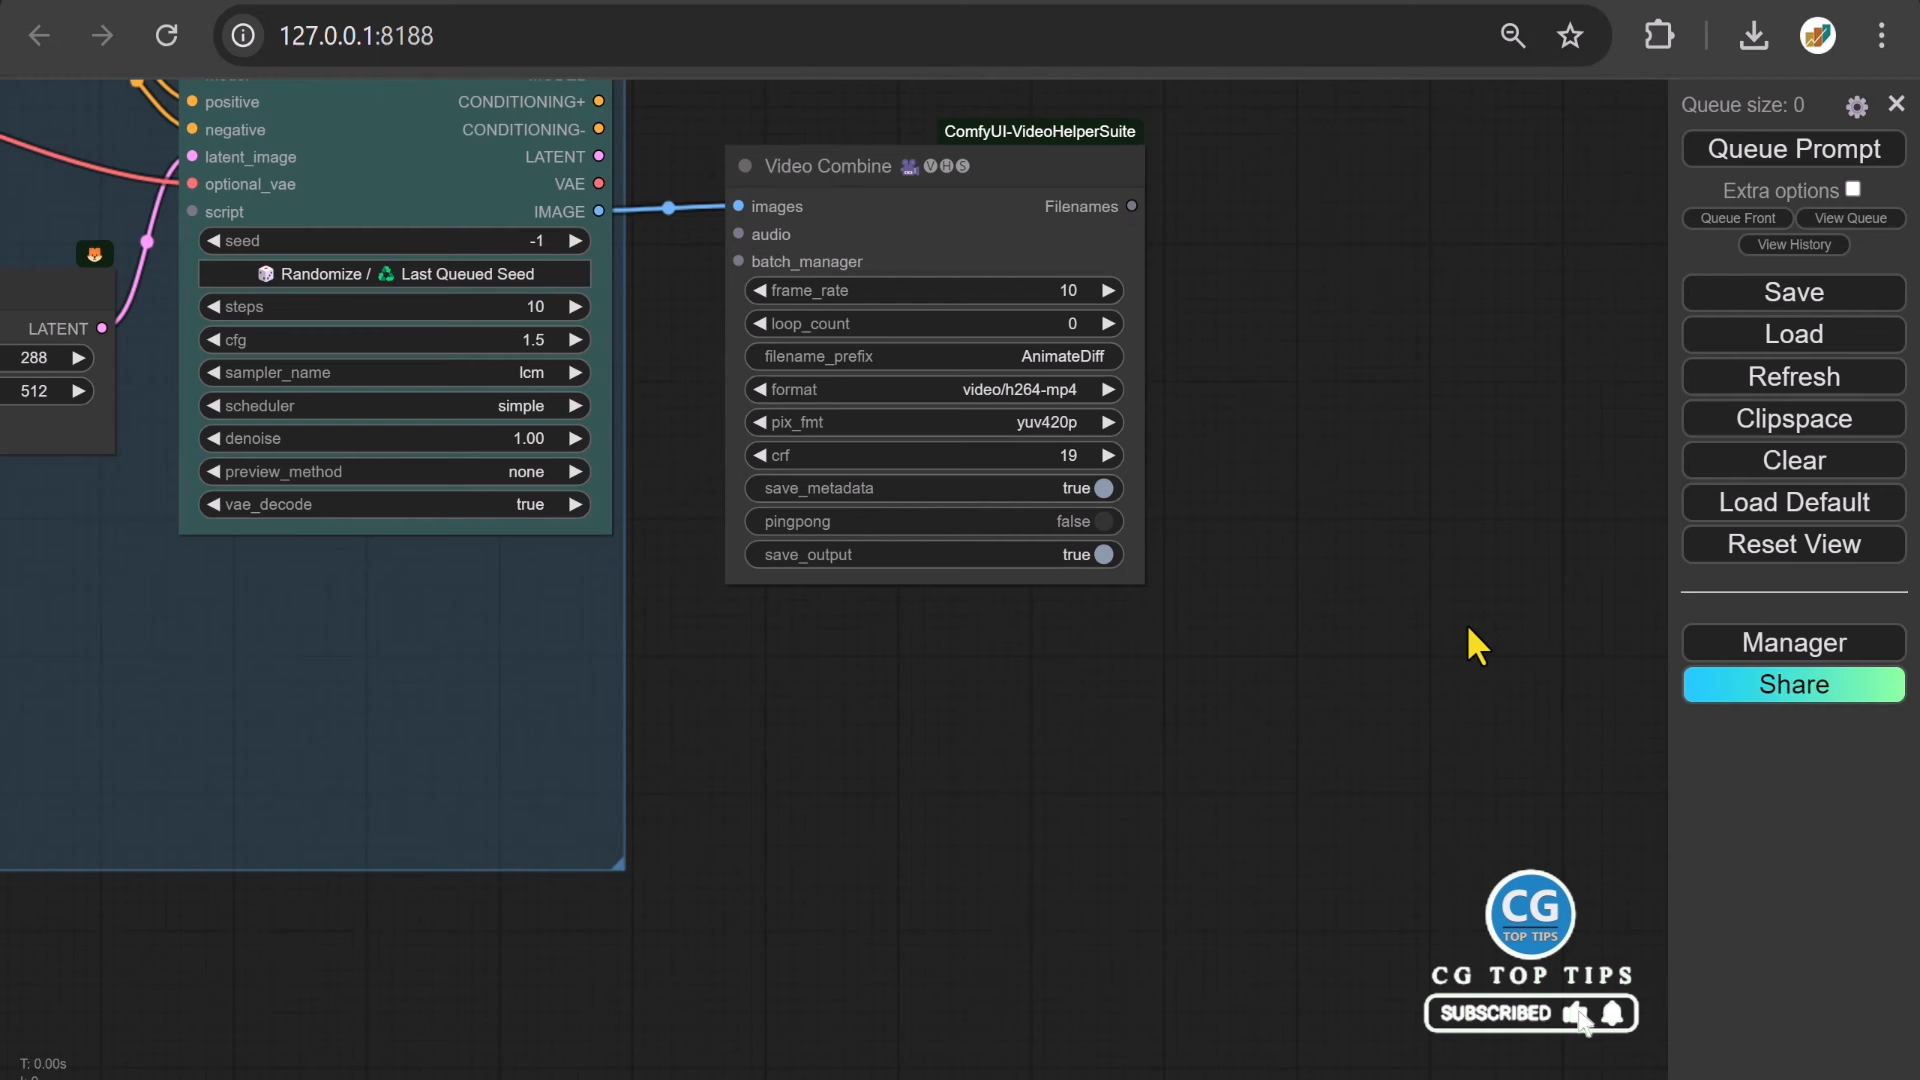 127.0.0.1:8188
positive CONDITIONING+
negative CONDITIONING-
latent_image LATENT
optional_vae VAE
script IMAGE
seed -1
Randomize / Last Queued Seed
steps 10
cfg 1.5
sampler_name lcm
scheduler simple
denoise 1.00
preview_method none
vae_decode true
LATENT
288
512
ComfyUI-VideoHelperSuite
Video Combine VHS
images Filenames
audio
batch_manager
frame_rate 10
loop_count 0
filename_prefix AnimateDiff
format video/h264-mp4
pix_fmt yuv420p
crf 19
save_metadata true
pingpong false
save_output true
Queue size: 0
Queue Prompt
Extra options
Queue Front View Queue
View History
Save
Load
Refresh
Clipspace
Clear
Load Default
Reset View
Manager
Share
CG
TOP TIPS
CG TOP TIPS
SUBSCRIBED
T: 0.00s